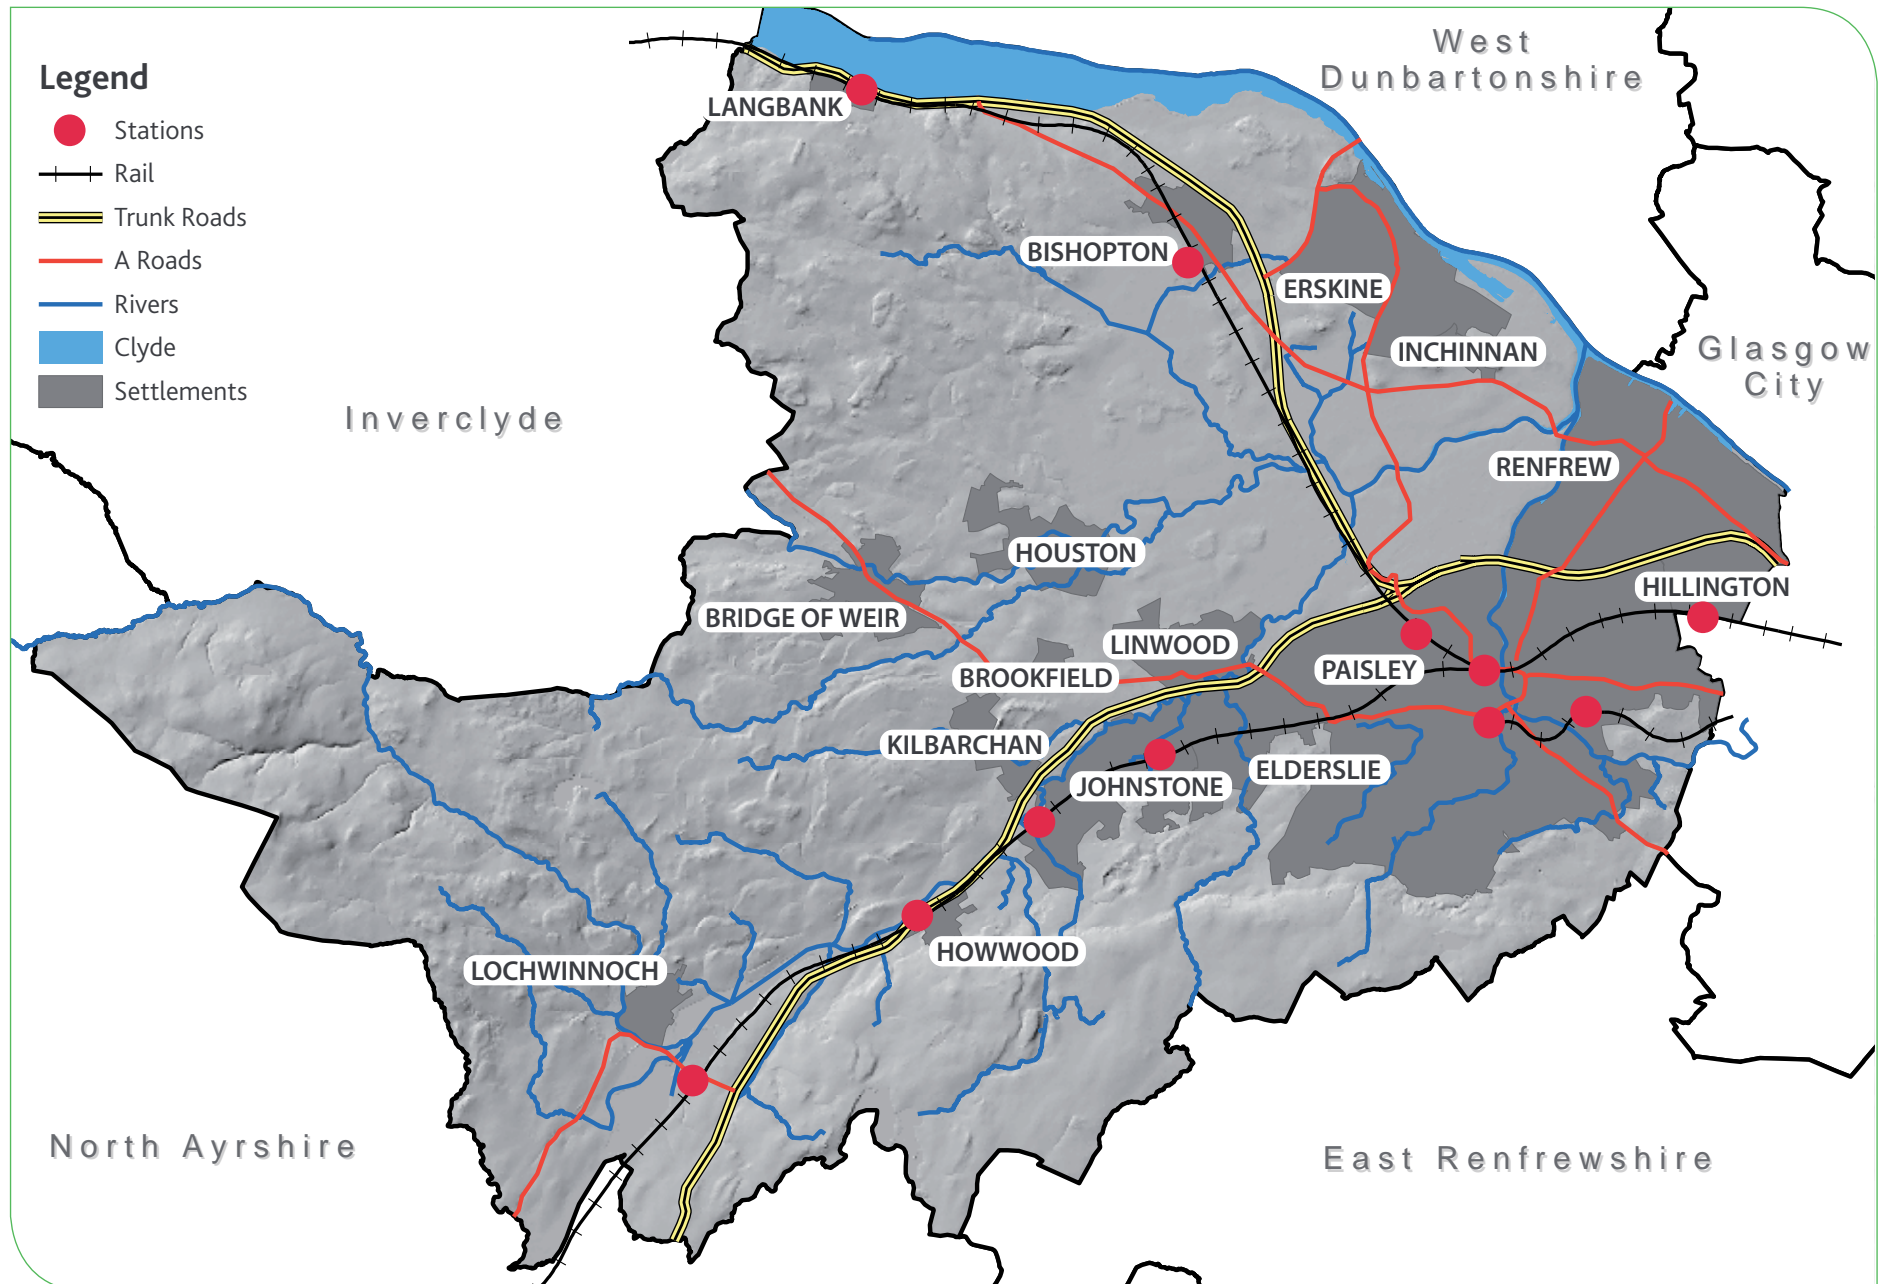 Legend
Stations
Rail
Trunk Roads
A Roads
Rivers
Clyde
Settlements
West
Dunbartonshire
LANGBANK
BISHOPTON
ERSKINE
INCHINNAN
Glasgow
City
Inverclyde
RENFREW
HOUSTON
HILLINGTON
BRIDGE OF WEIR
LINWOOD
PAISLEY
BROOKFIELD
KILBARCHAN
ELDERSLIE
JOHNSTONE
HOWWOOD
LOCHWINNOCH
North Ayrshire
East Renfrewshire